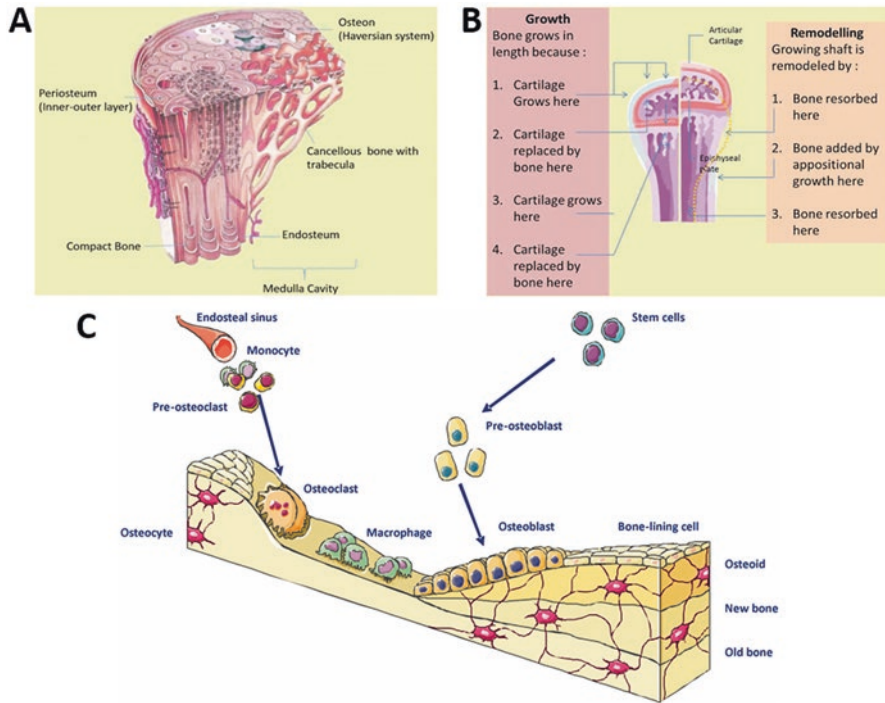 A
Osteon
(Haversian system)
Periosteum
(Inner-outer layer)
Cancellous bone with
trabecula
Endosteum
Compact Bone
Medulla Cavity
B
Growth
Bone grows in
length because :
1. Cartilage
Grows here
2. Cartilage
replaced by
bone here
3. Cartilage grows
here
4. Cartilage
replaced by
bone here
Articular
Cartilage
Epiphyseal
plate
Remodelling
Growing shaft is
remodeled by :
1. Bone resorbed
here
2. Bone added by
appositional
growth here
3. Bone resorbed
here
C
Endosteal sinus
Monocyte
Pre-osteoclast
Osteoclast
Macrophage
Osteocyte
Stem cells
Pre-osteoblast
Osteoblast
Bone-lining cell
Osteoid
New bone
Old bone